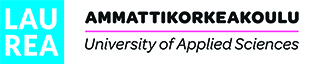 LAU
REA
AMMATTIKORKEAKOULU
University of Applied Sciences